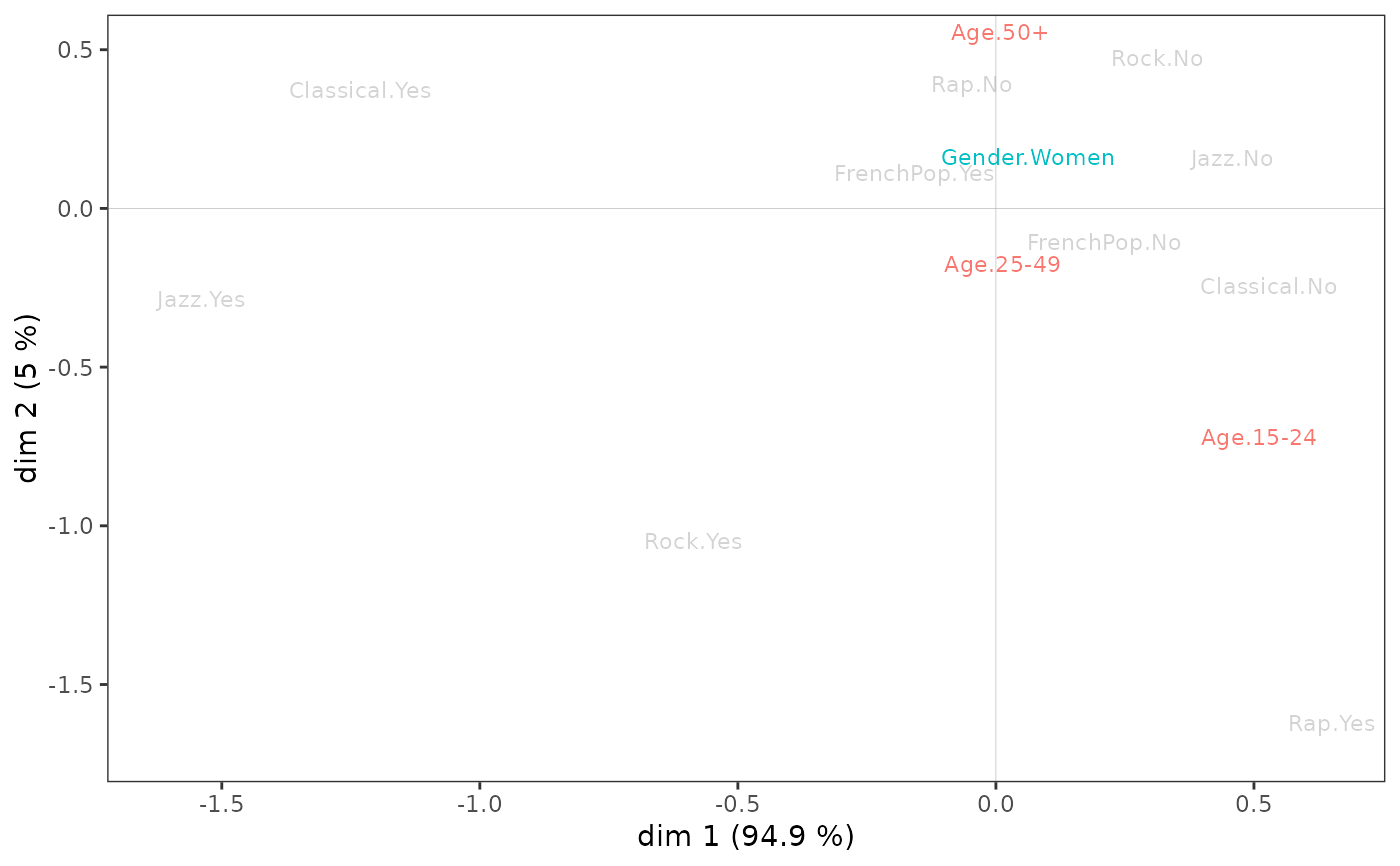 Age.50+
0.5
Rock.No
Rap.No
Classical.Yes
Gender.Women
Jazz.No
FrenchPop.Yes
0.0
FrenchPop.No
Age.25-49
Classical.No
Jazz.Yes
-0.5
Age.15-24
-1.0
Rock.Yes
-1.5
Rap.Yes
dim 2 (5 %)
-1.5 -1.0 -0.5 0.0 0.5
dim 1 (94.9 %)